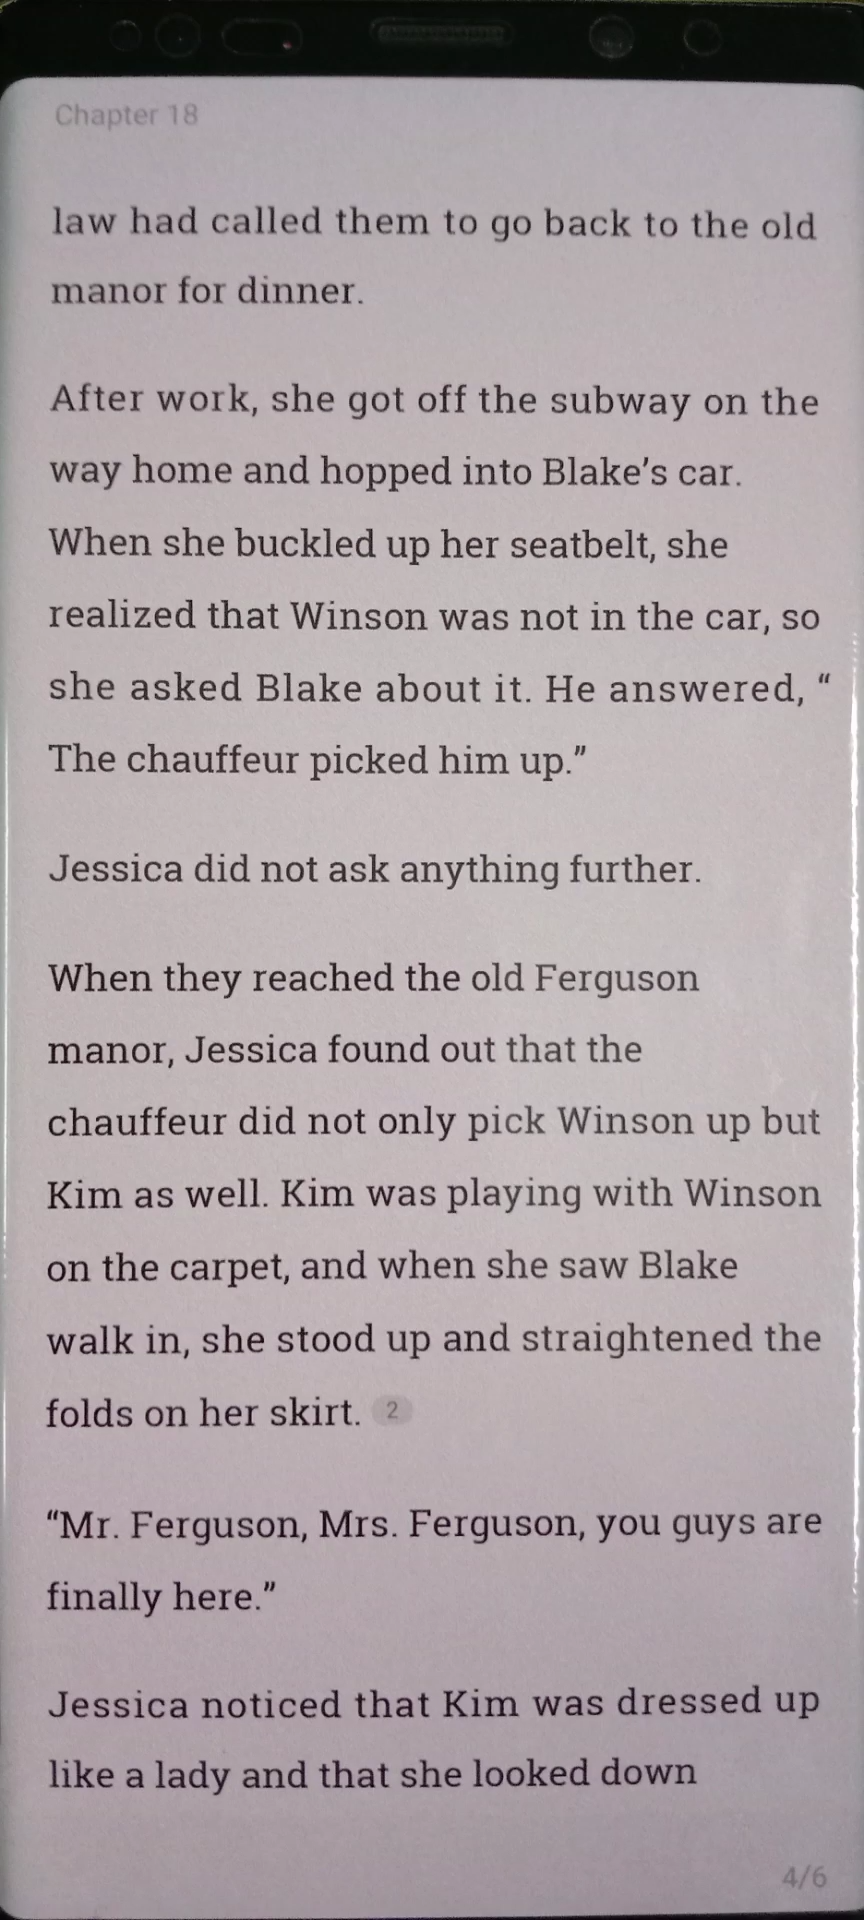 Chapter 18
law had called them to go back to the old
manor for dinner.
After work, she got off the subway on the
way home and hopped into Blake’s car.
When she buckled up her seatbelt, she
realized that Winson was not in the car, so
she asked Blake about it. He answered, “
The chauffeur picked him up.”
Jessica did not ask anything further.
When they reached the old Ferguson
manor, Jessica found out that the
chauffeur did not only pick Winson up but
Kim as well. Kim was playing with Winson
on the carpet, and when she saw Blake
walk in, she stood up and straightened the
folds on her skirt. 2
“Mr. Ferguson, Mrs. Ferguson, you guys are
finally here.”
Jessica noticed that Kim was dressed up
like a lady and that she looked down
4/6